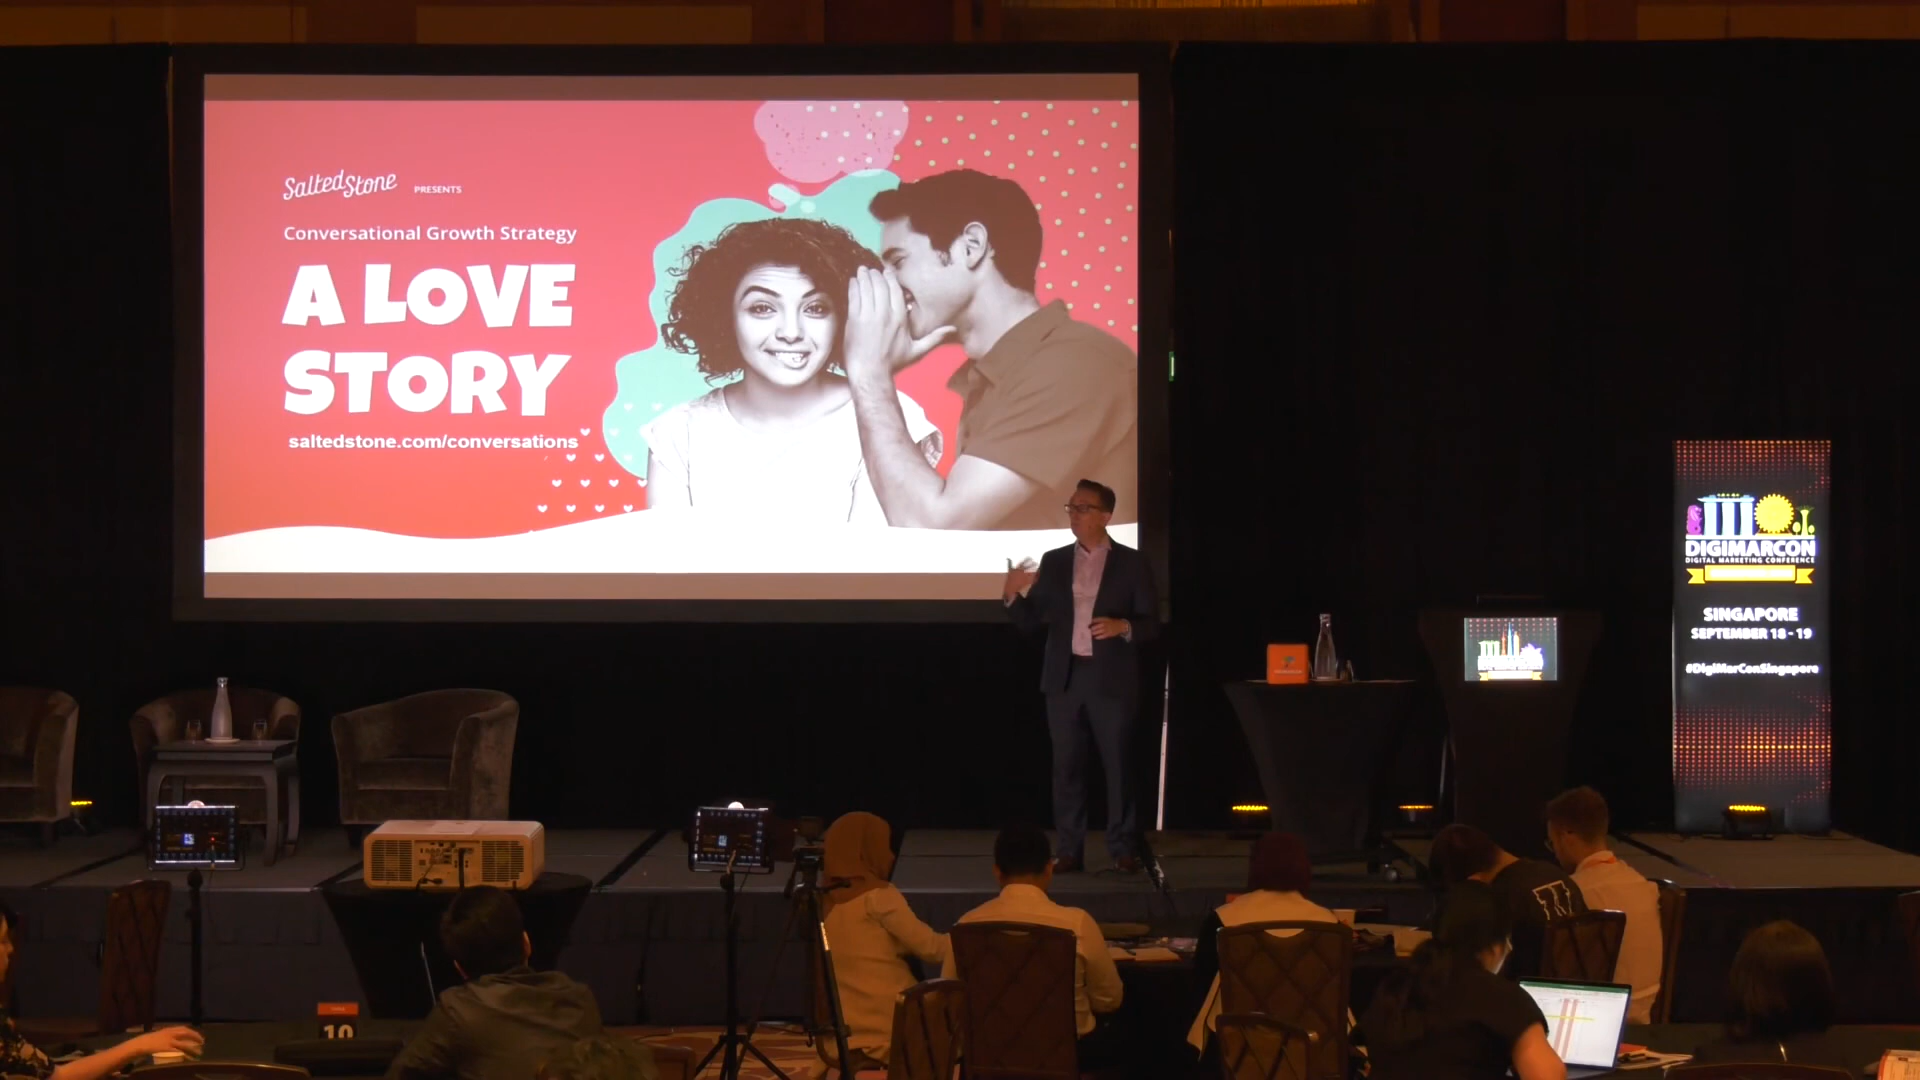 SaltedStone PRESENTS
Conversational Growth Strategy
A LOVE
STORY
saltedstone.com/conversations
DIGIMARCON
DIGITAL MARKETING CONFERENCE
SINGAPORE
SEPTEMBER 18 - 19
#DigiMarConSingapore
10